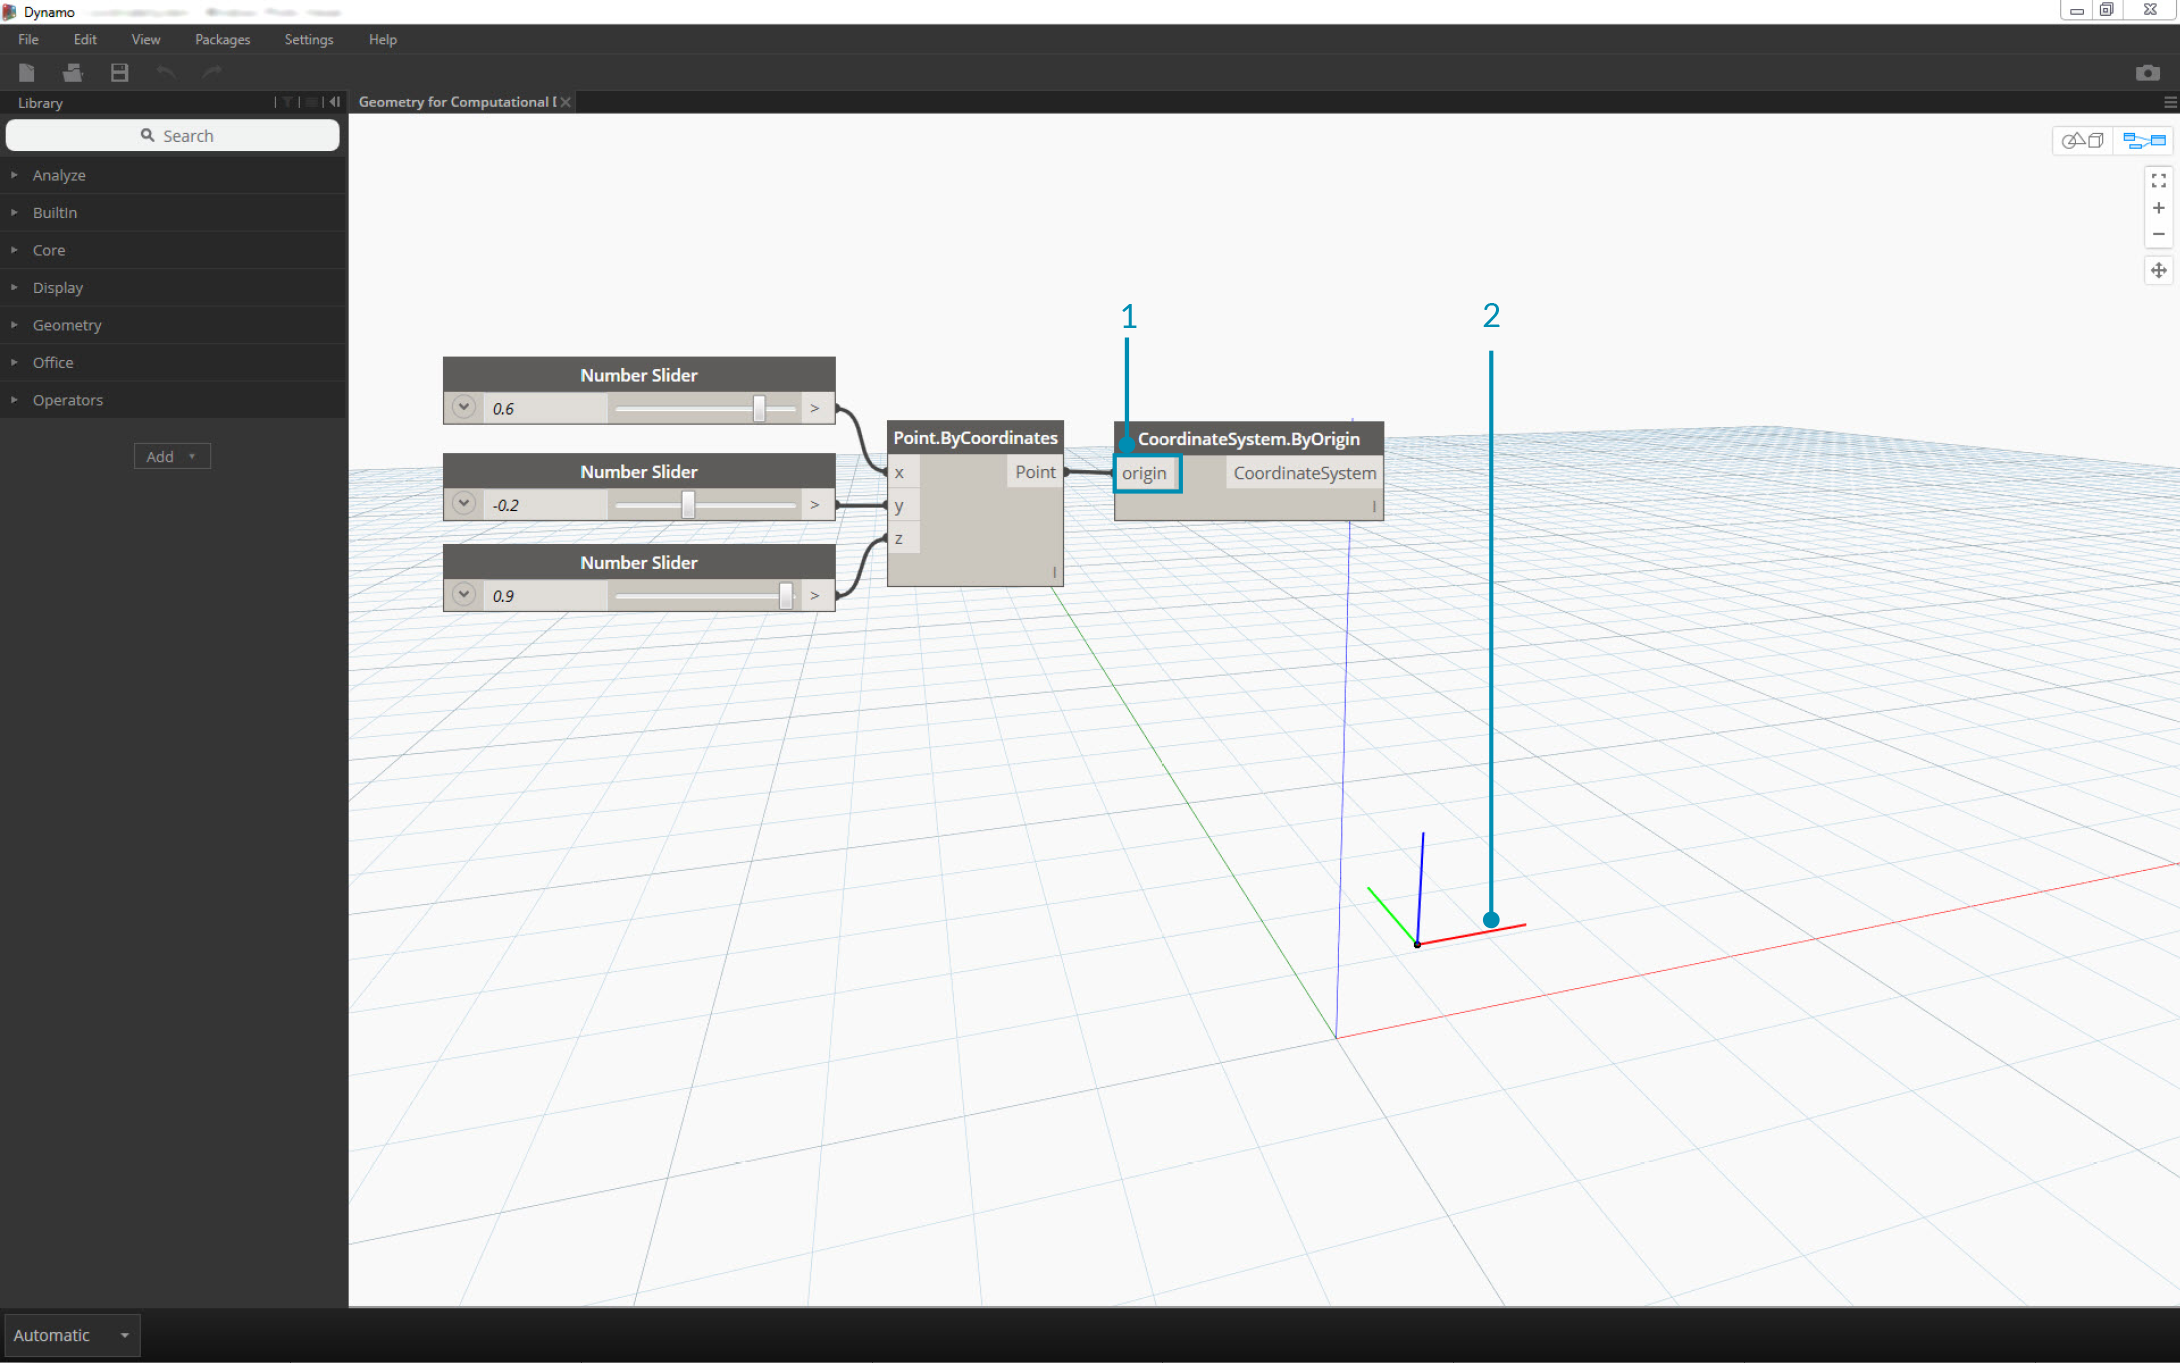 Dynamo
File Edit View Packages Settings Help
Library
Geometry for Computational D
Search
Analyze
BuiltIn
Core
Display
Geometry
Office
Operators
Add
1
2
Number Slider
0.6 >
Number Slider
-0.2 >
Number Slider
0.9 >
Point.ByCoordinates
x Point
y
z
CoordinateSystem.ByOrigin
origin CoordinateSystem
Automatic